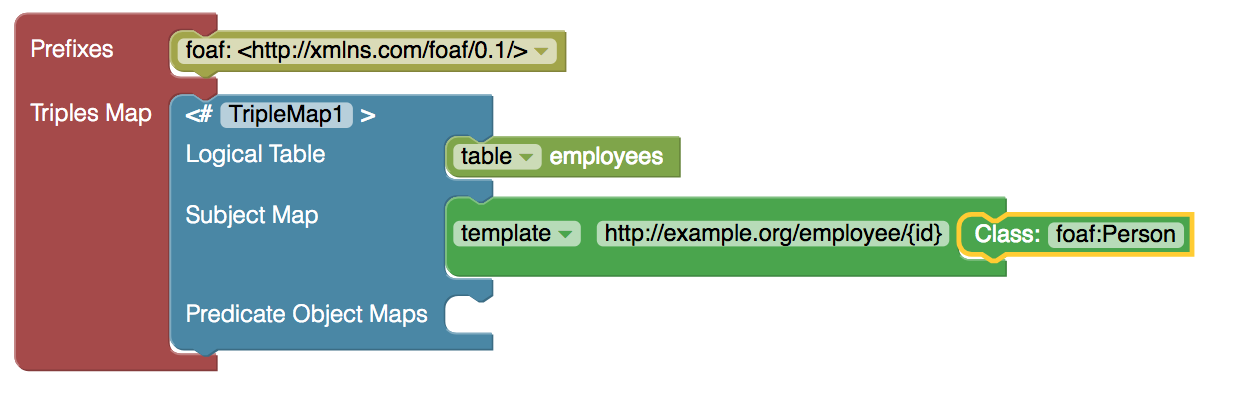 Prefixes foaf: <http://xmlns.com/foaf/0.1/>
Triples Map <# TripleMap1 >
Logical Table table employees
Subject Map
template http://example.org/employee/{id} Class: foaf:Person
Predicate Object Maps